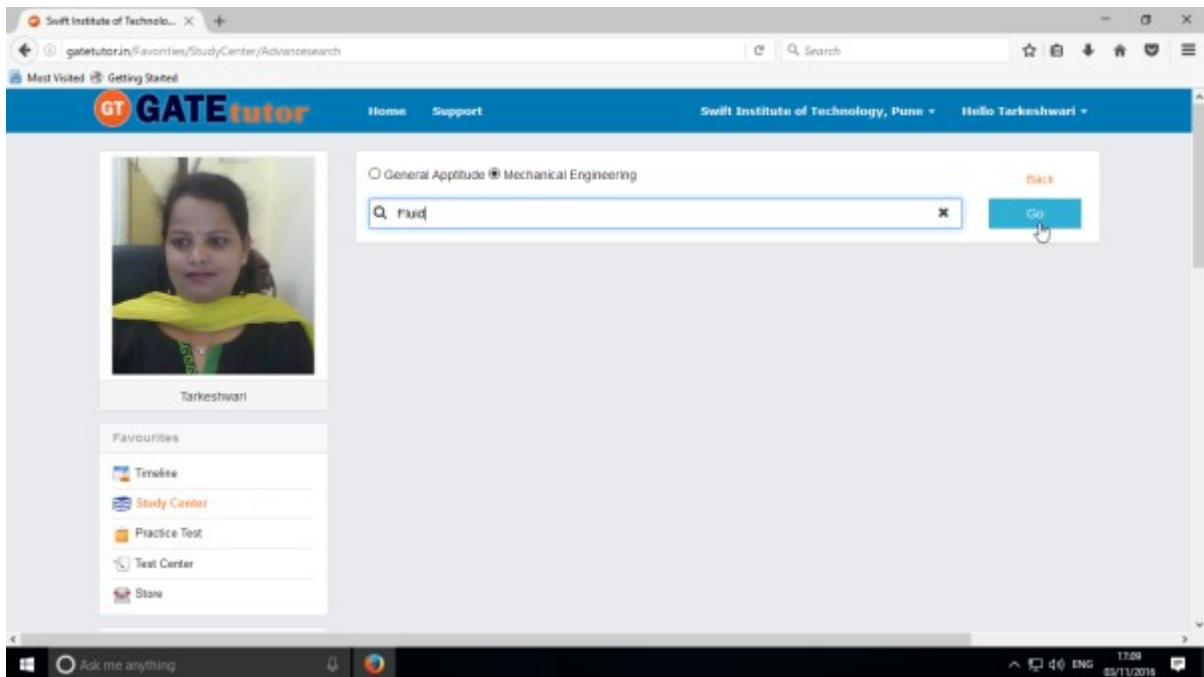 Swift Institute of Technolo...
gatetutor.in/Favorities/StudyCenter/Advancesearch
Search
Most Visited Getting Started
GT GATEtutor Home Support Swift Institute of Technology, Pune Hello Tarkeshwari
General Apptitude Mechanical Engineering
Back
Fluid
Go
Tarkeshwari
Favourites
Timeline
Study Center
Practice Test
Test Center
Store
Ask me anything
ENG
17:09
03/11/2016